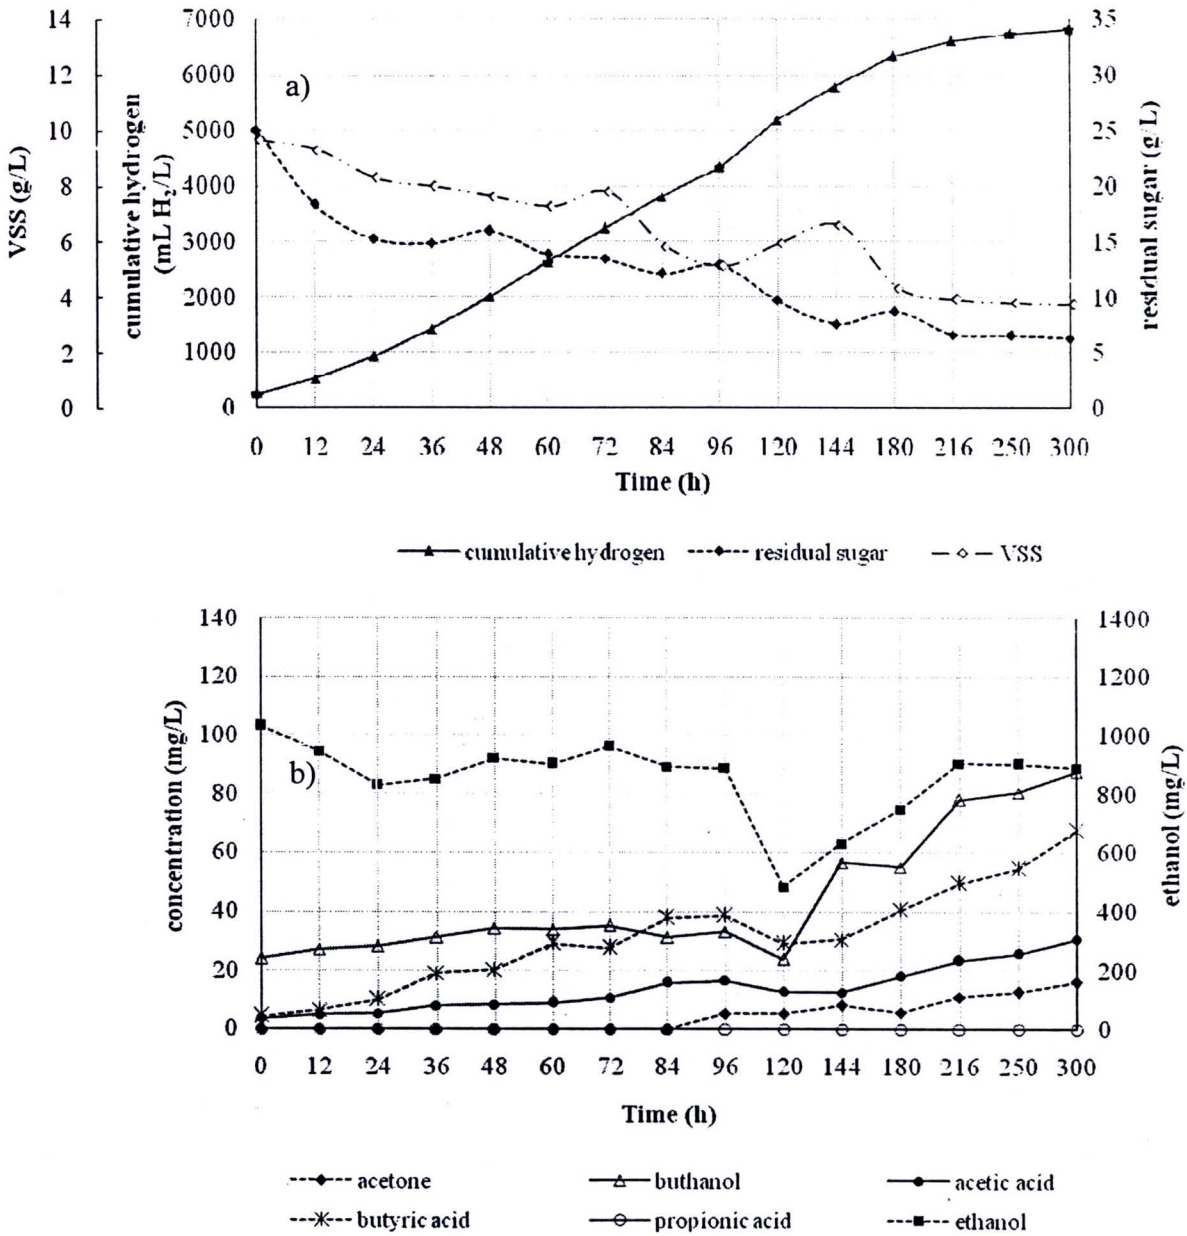 14
12
10
8
6
4
2
0
VSS (g/L)
7000
6000
5000
4000
3000
2000
1000
0
cumulative hydrogen
(mL H2/L)
a)
35
30
25
20
15
10
5
0
residual sugar (g/L)
0 12 24 36 48 60 72 84 96 120 144 180 216 250 300
Time (h)
cumulative hydrogen residual sugar VSS
140
120
100
80
60
40
20
0
concentration (mg/L)
b)
1400
1200
1000
800
600
400
200
0
ethanol (mg/L)
0 12 24 36 48 60 72 84 96 120 144 180 216 250 300
Time (h)
acetone buthanol acetic acid
butyric acid propionic acid ethanol